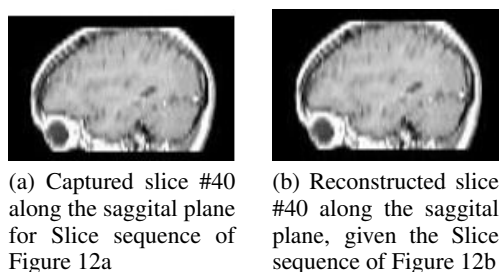 (a) Captured slice #40
along the saggital plane
for Slice sequence of
Figure 12a
(b) Reconstructed slice
#40 along the saggital
plane, given the Slice
sequence of Figure 12b